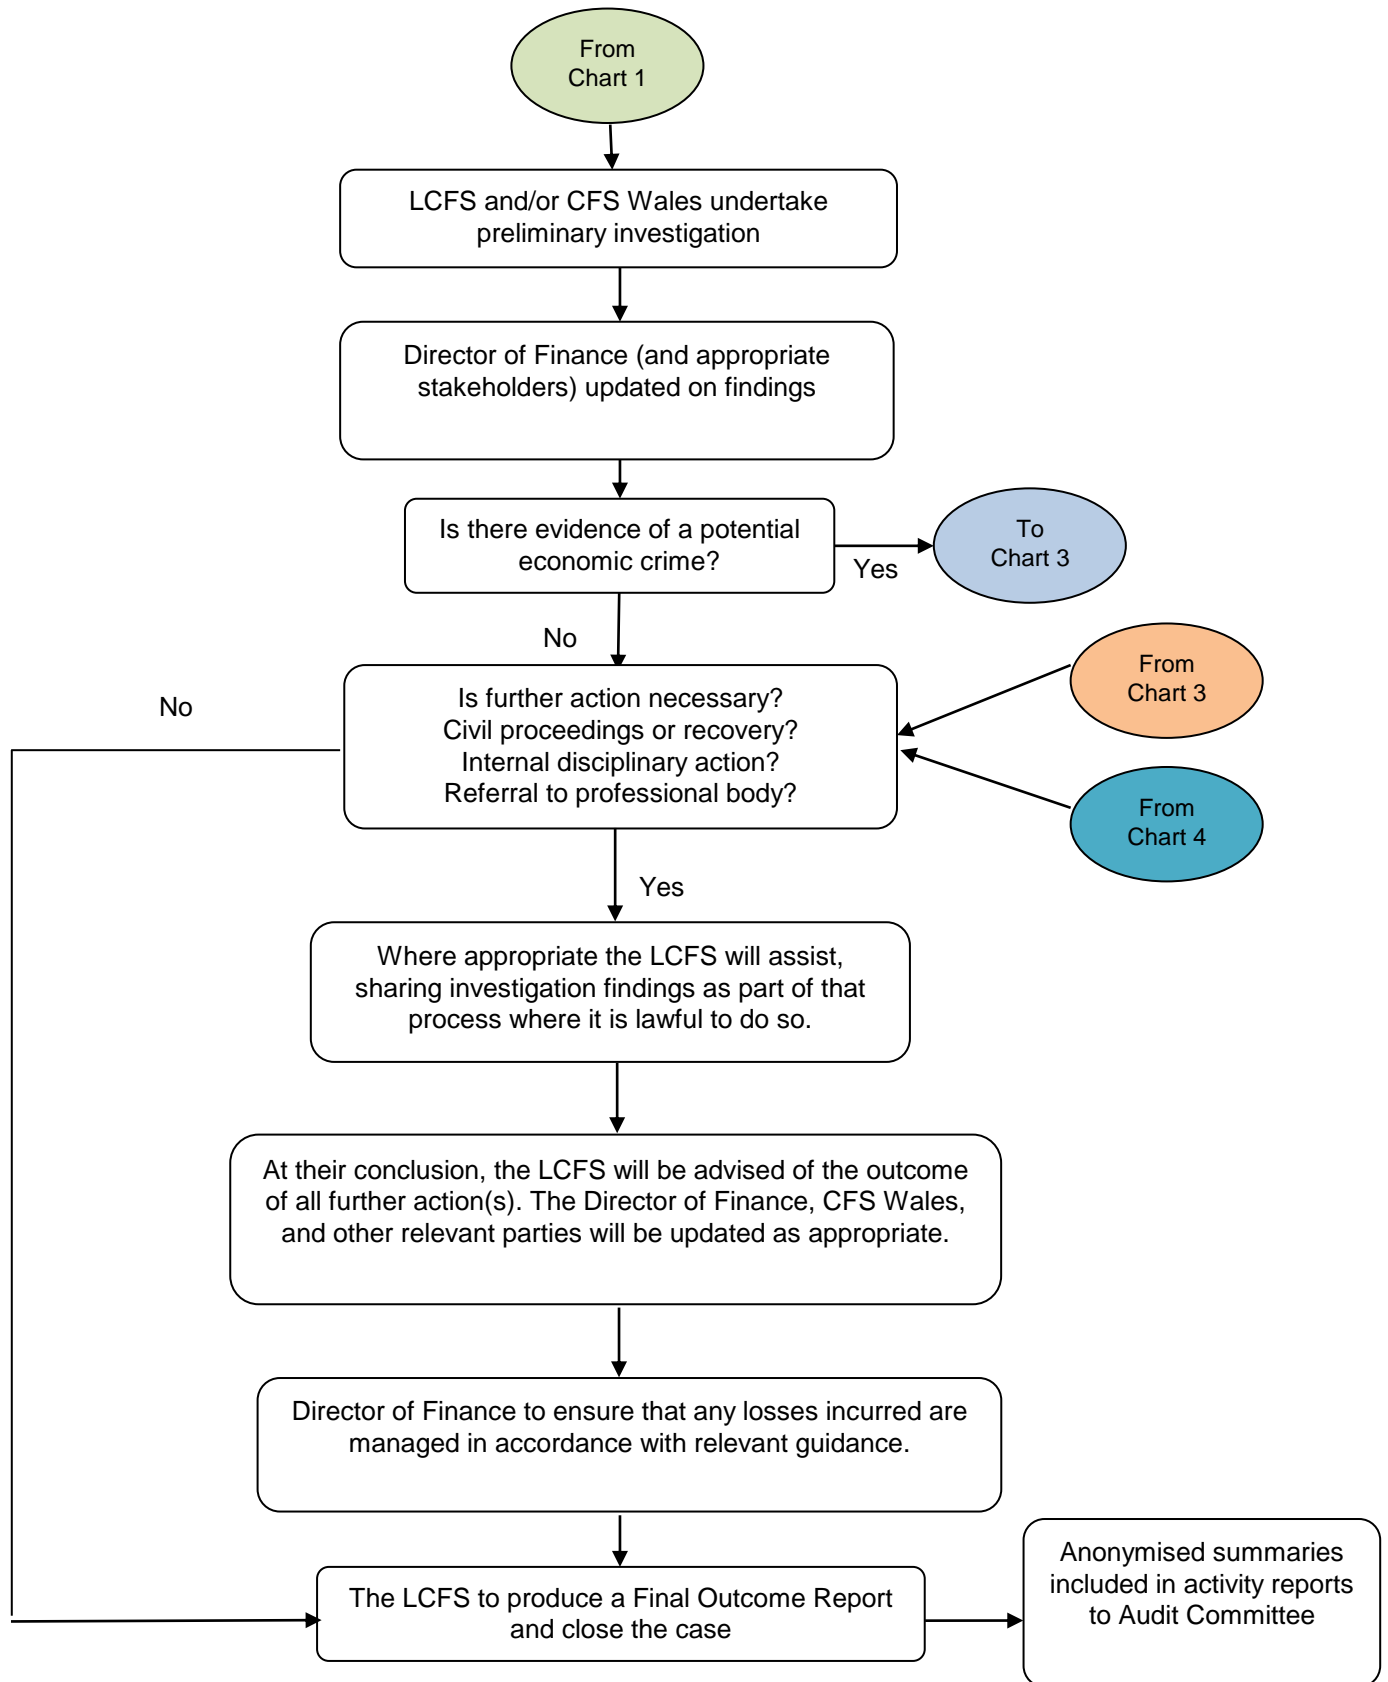 From
Chart 1
LCFS and/or CFS Wales undertake
preliminary investigation
Director of Finance (and appropriate
stakeholders) updated on findings
Is there evidence of a potential
economic crime?
Yes
To
Chart 3
No
Is further action necessary?
Civil proceedings or recovery?
Internal disciplinary action?
Referral to professional body?
From
Chart 3
From
Chart 4
No
Yes
Where appropriate the LCFS will assist,
sharing investigation findings as part of that
process where it is lawful to do so.
At their conclusion, the LCFS will be advised of the outcome
of all further action(s). The Director of Finance, CFS Wales,
and other relevant parties will be updated as appropriate.
Director of Finance to ensure that any losses incurred are
managed in accordance with relevant guidance.
The LCFS to produce a Final Outcome Report
and close the case
Anonymised summaries
included in activity reports
to Audit Committee